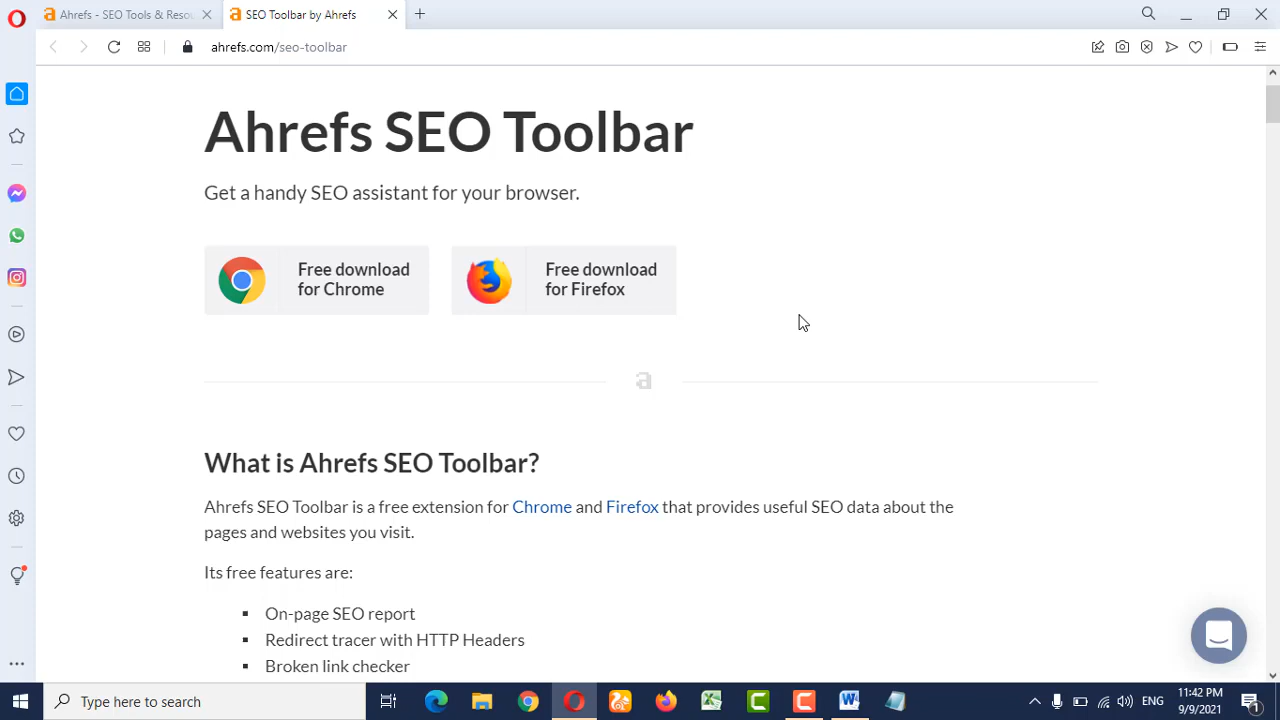 Ahrefs - SEO Tools & Resou
SEO Toolbar by Ahrefs
ahrefs.com/seo-toolbar
Ahrefs SEO Toolbar
Get a handy SEO assistant for your browser.
Free download
for Chrome
Free download
for Firefox
What is Ahrefs SEO Toolbar?
Ahrefs SEO Toolbar is a free extension for Chrome and Firefox that provides useful SEO data about the
pages and websites you visit.
Its free features are:
▪ On-page SEO report
▪ Redirect tracer with HTTP Headers
▪ Broken link checker
Type here to search
ENG
11:42 PM
9/9/2021
1